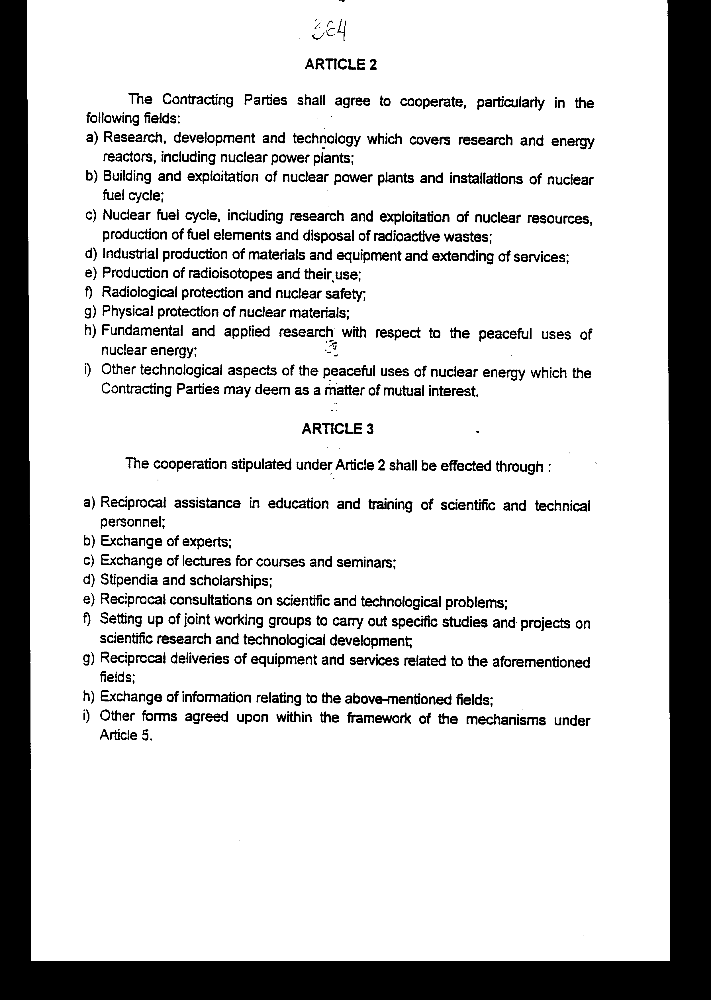 364
ARTICLE 2
The Contracting Parties shall agree to cooperate, particularly in the
following fields:
a) Research, development and technology which covers research and energy
reactors, including nuclear power plants;
b) Building and exploitation of nuclear power plants and installations of nuclear
fuel cycle;
c) Nuclear fuel cycle, including research and exploitation of nuclear resources,
production of fuel elements and disposal of radioactive wastes;
d) Industrial production of materials and equipment and extending of services;
e) Production of radioisotopes and their use;
f) Radiological protection and nuclear safety;
g) Physical protection of nuclear materials;
h) Fundamental and applied research with respect to the peaceful uses of
nuclear energy;
i) Other technological aspects of the peaceful uses of nuclear energy which the
Contracting Parties may deem as a matter of mutual interest.
ARTICLE 3
The cooperation stipulated under Article 2 shall be effected through :
a) Reciprocal assistance in education and training of scientific and technical
personnel;
b) Exchange of experts;
c) Exchange of lectures for courses and seminars;
d) Stipendia and scholarships;
e) Reciprocal consultations on scientific and technological problems;
f) Setting up of joint working groups to carry out specific studies and projects on
scientific research and technological development;
g) Reciprocal deliveries of equipment and services related to the aforementioned
fields;
h) Exchange of information relating to the above-mentioned fields;
i) Other forms agreed upon within the framework of the mechanisms under
Article 5.